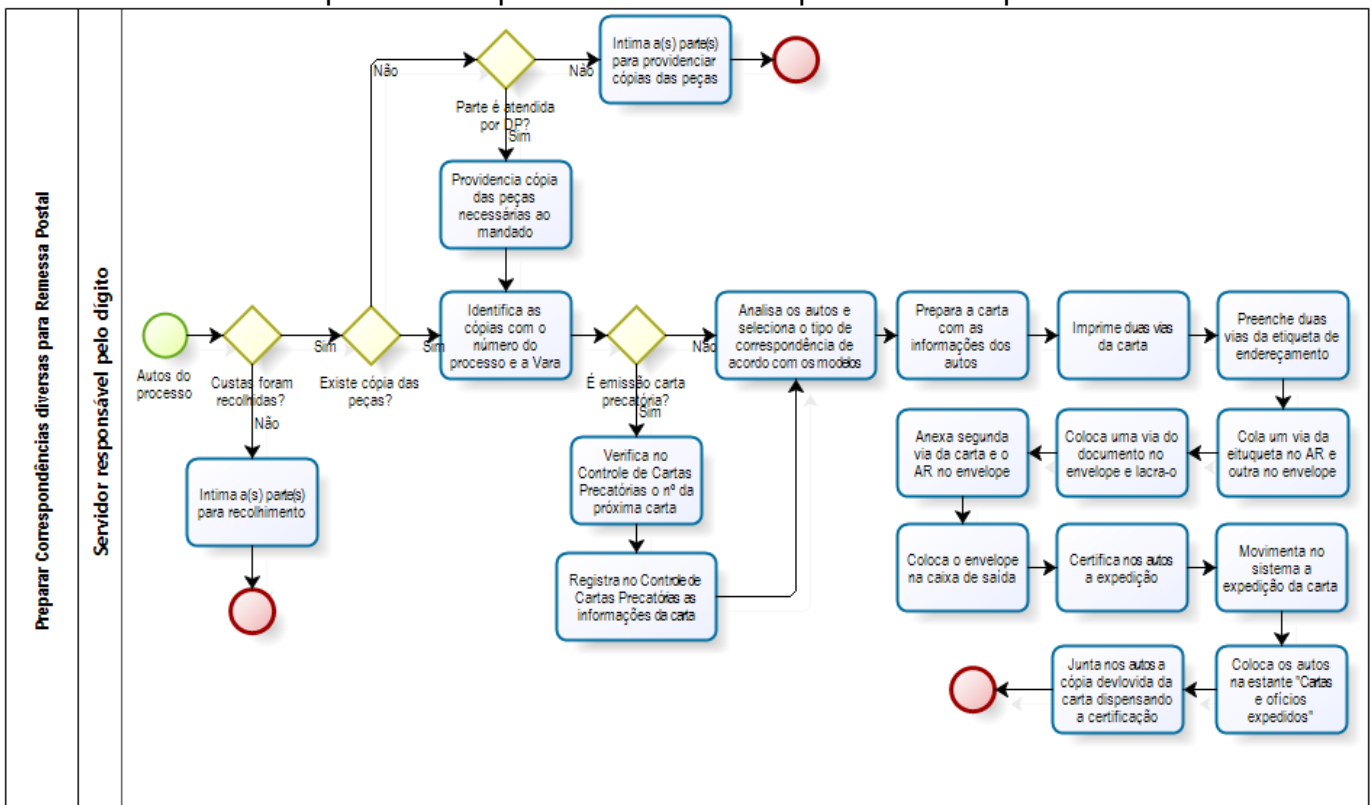 Preparar Correspondências diversas para Remessa Postal
Servidor responsável pelo dígito
Autos do
processo
Custas foram
recolhidas?
Não
Intima a(s) parte(s)
para recolhimento
Sim
Existe cópia das
peças?
Não
Sim
Parte é atendida
por DP?
Não
Intima a(s) parte(s)
para providenciar
cópias das peças
Sim
Providencia cópia
das peças
necessárias ao
mandado
Identifica as
cópias com o
número do
processo e a Vara
É emissão carta
precatória?
Não
Sim
Verifica no
Controle de Cartas
Precatórias o nº da
próxima carta
Registra no Controle de
Cartas Precatórias as
informações da carta
Analisa os autos e
seleciona o tipo de
correspondência de
acordo com os modelos
Prepara a carta
com as
informações dos
autos
Imprime duas vias
da carta
Preenche duas
vias da etiqueta de
endereçamento
Cola um via da
eituqueta no AR e
outra no envelope
Coloca uma via do
documento no
envelope e lacra-o
Anexa segunda
via da carta e o
AR no envelope
Coloca o envelope
na caixa de saída
Certifica nos autos
a expedição
Movimenta no
sistema a
expedição da carta
Coloca os autos
na estante "Cartas
e ofícios
expedidos"
Junta nos autos a
cópia devlovida da
carta dispensando
a certificação